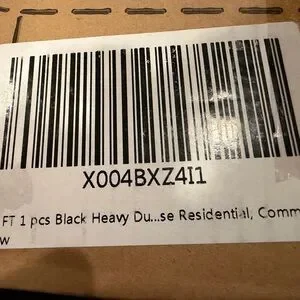 X004BXZ4I1
FT 1 pcs Black Heavy Du...se Residential, Comm
w